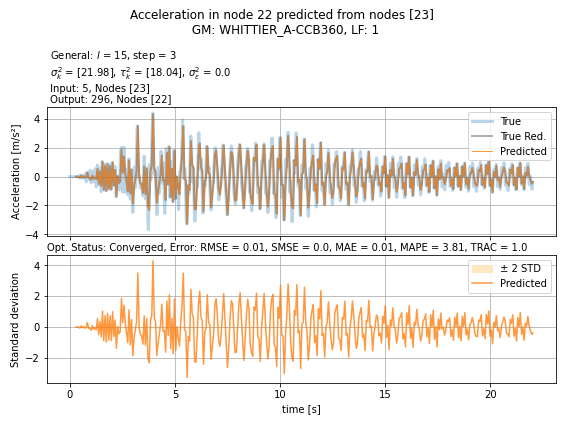 Acceleration in node 22 predicted from nodes [23]
GM: WHITTIER_A-CCB360, LF: 1
General: l = 15, step = 3
σ²ₖ = [21.98], τ²ₖ = [18.04], σ²ε = 0.0
Input: 5, Nodes [23]
Output: 296, Nodes [22]
Acceleration [m/s²]
4
2
0
−2
−4
True
True Red.
Predicted
Opt. Status: Converged, Error: RMSE = 0.01, SMSE = 0.0, MAE = 0.01, MAPE = 3.81, TRAC = 1.0
Standard deviation
4
2
0
−2
± 2 STD
Predicted
0 5 10 15 20
time [s]